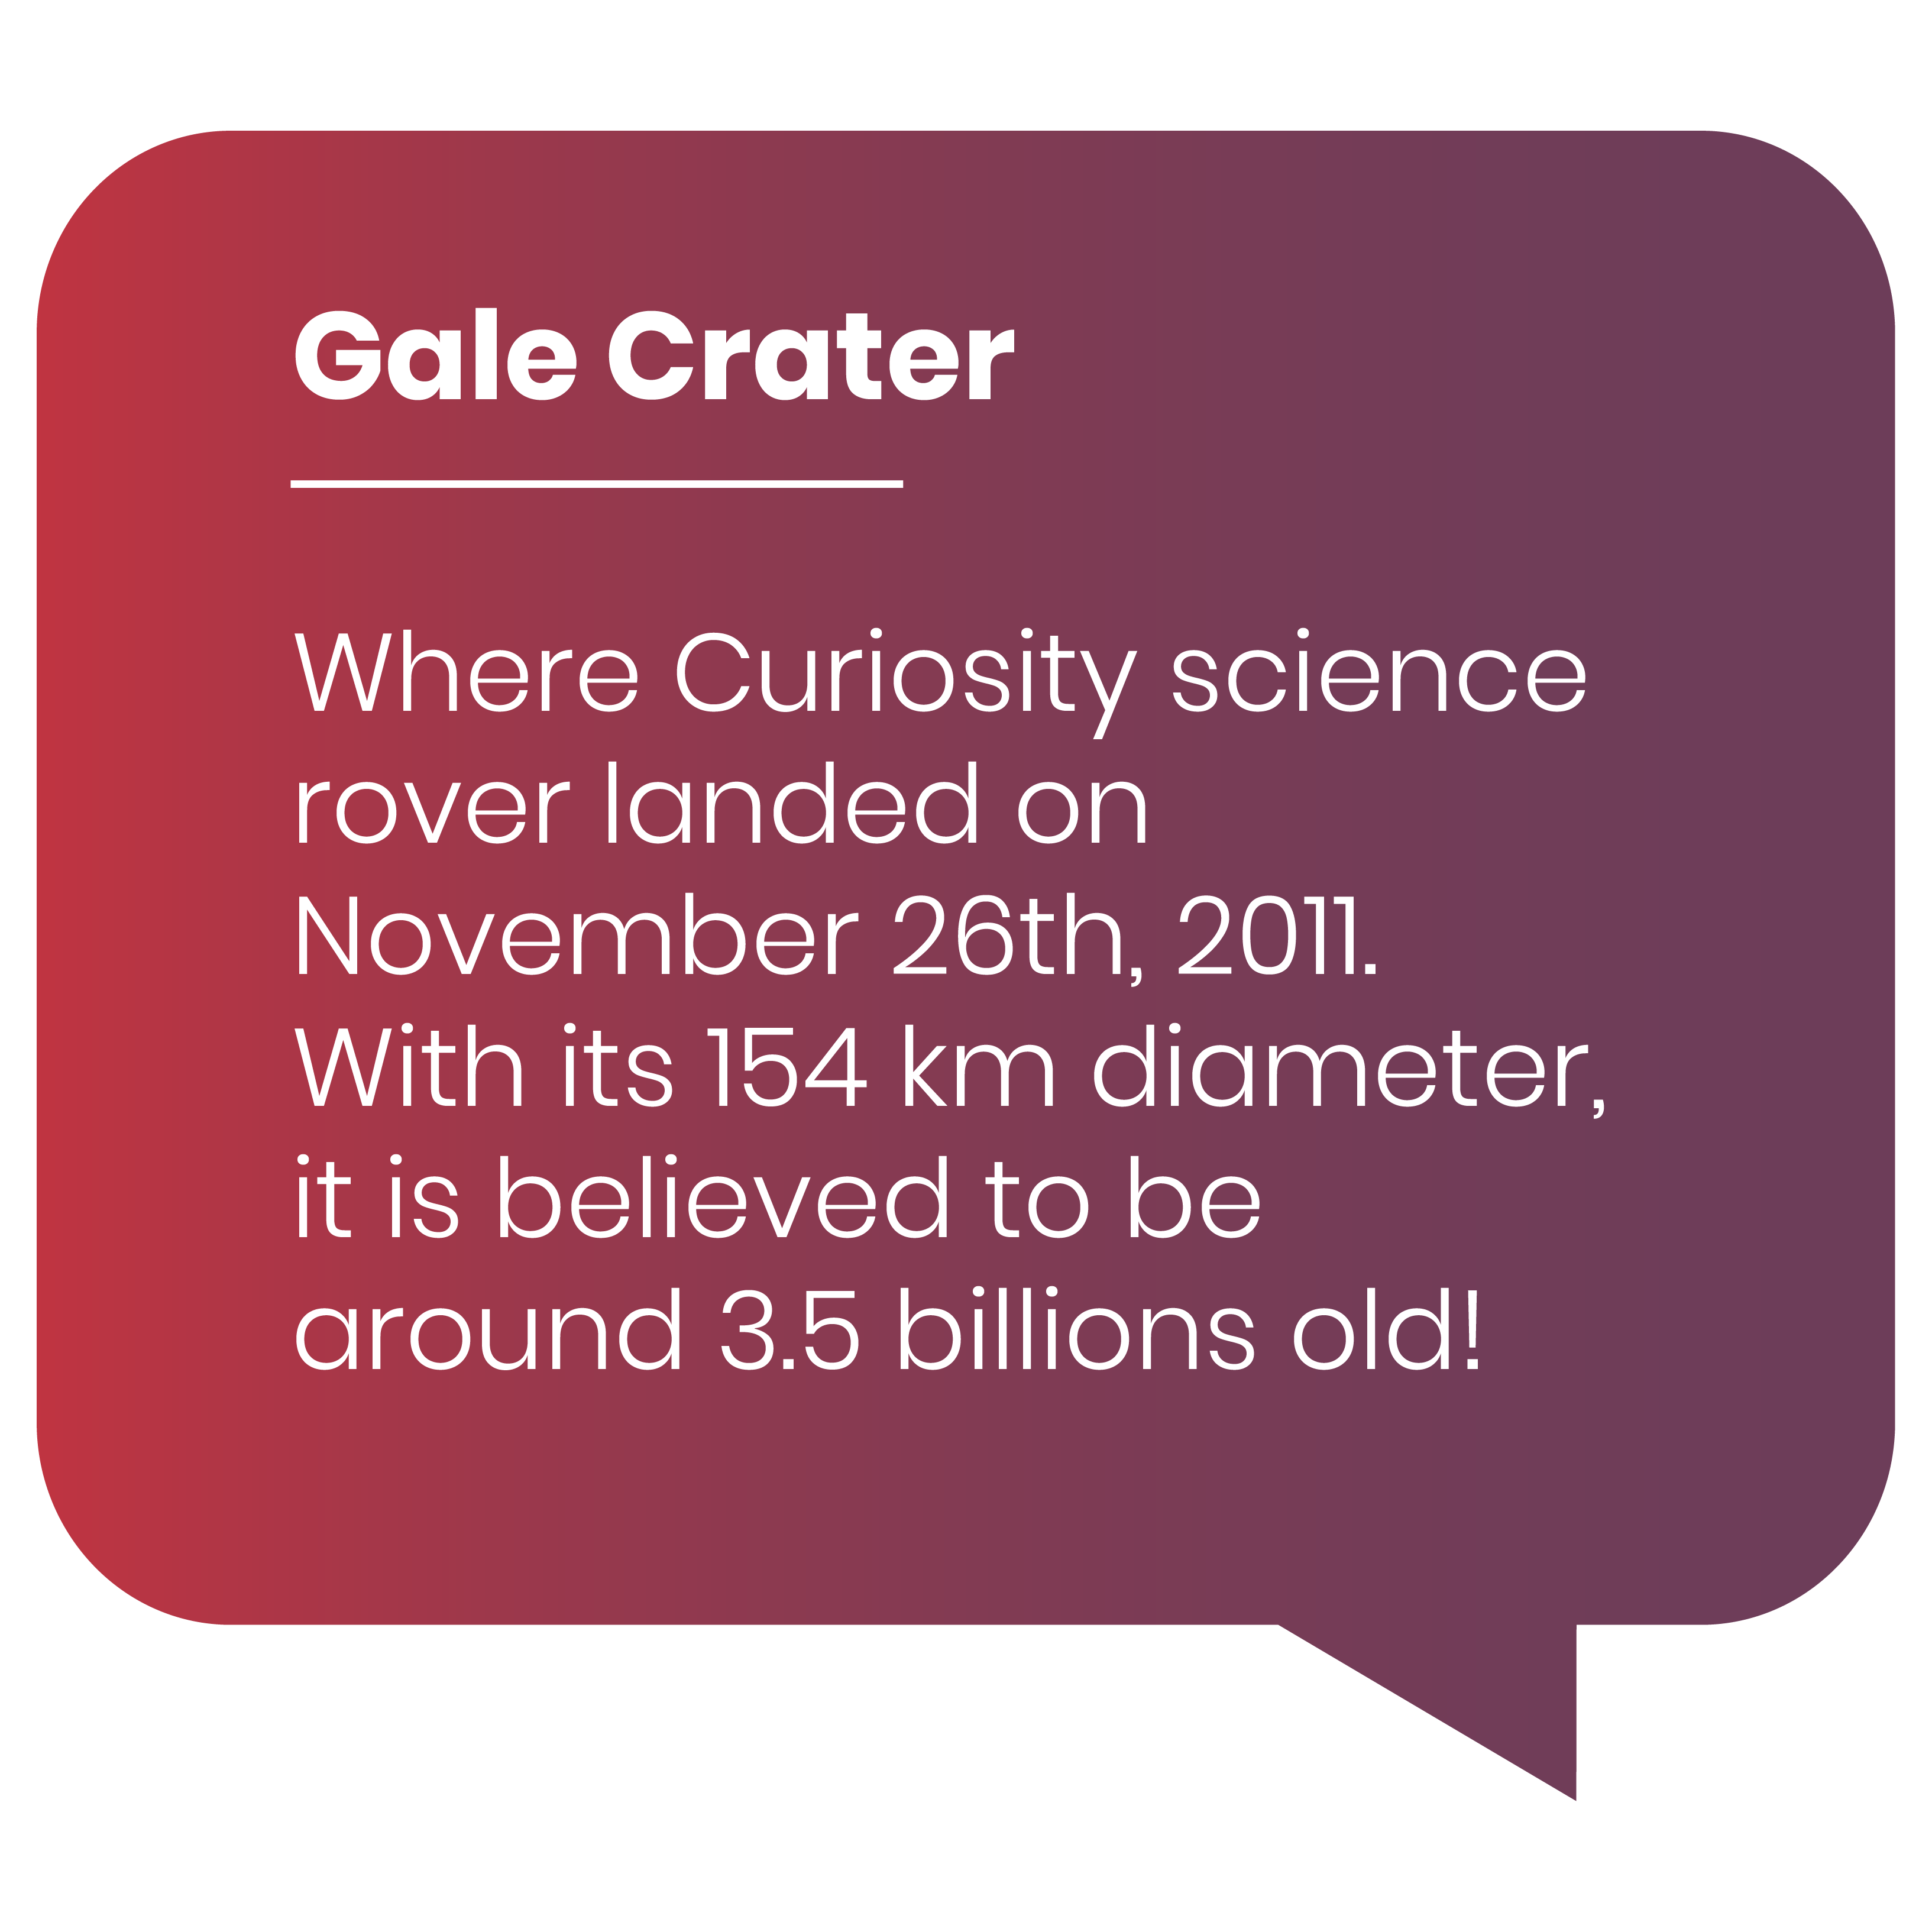 Gale Crater
Where Curiosity science
rover landed on
November 26th, 2011.
With its 154 km diameter,
it is believed to be
around 3.5 billions old!